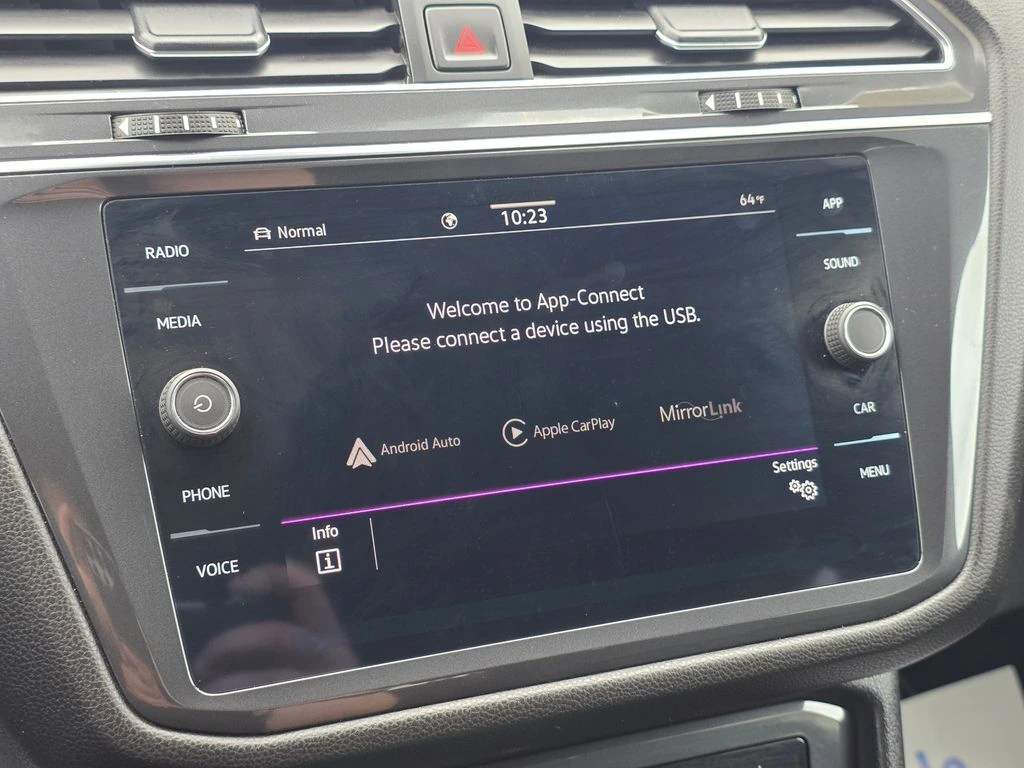 Normal
10:23
64°F
APP
RADIO
SOUND
MEDIA
Welcome to App-Connect
Please connect a device using the USB.
Android Auto
Apple CarPlay
MirrorLink
CAR
PHONE
Settings
MENU
Info
i
VOICE